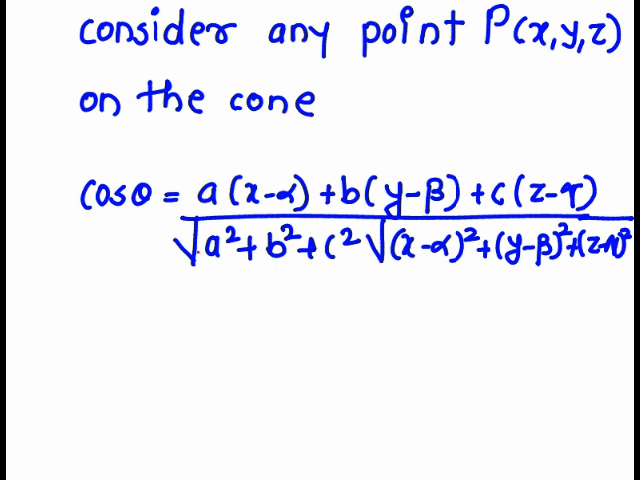 consider any point P(x,y,z)
on the cone
cosθ = a(x-α)+b(y-β)+c(z-γ)
√a²+b²+c² √(x-α)²+(y-β)²+(z-γ)²